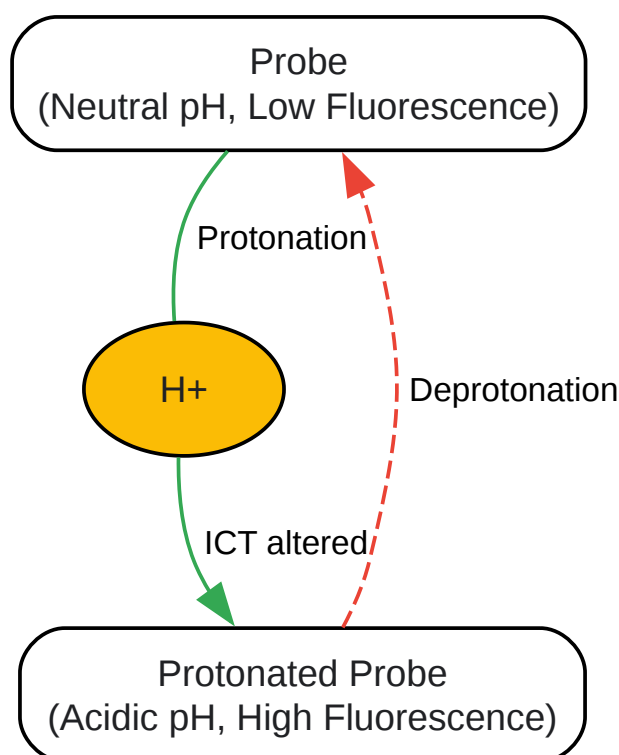 Probe
(Neutral pH, Low Fluorescence)
Protonation
H+
Deprotonation
ICT altered
Protonated Probe
(Acidic pH, High Fluorescence)